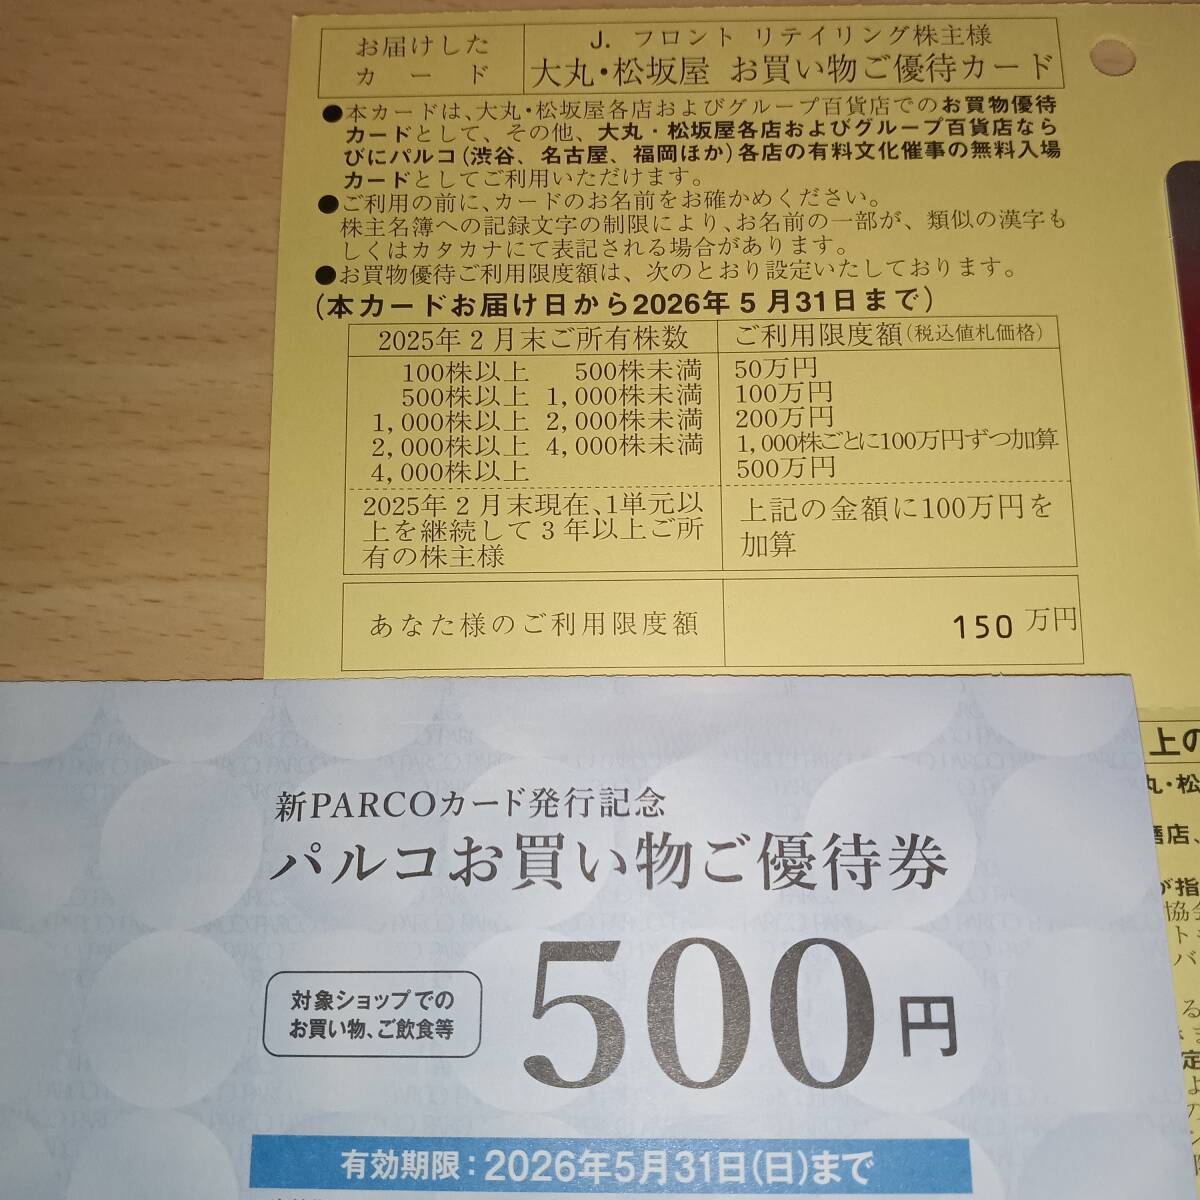 お届けした
カード
J. フロント リテイリング株主様
大丸・松坂屋 お買い物ご優待カード
●本カードは、大丸・松坂屋各店およびグループ百貨店でのお買物優待
カードとして、その他、大丸・松坂屋各店およびグループ百貨店なら
びにパルコ(渋谷、名古屋、福岡ほか)各店の有料文化催事の無料入場
カードとしてご利用いただけます。
●ご利用の前に、カードのお名前をお確かめください。
株主名簿への記録文字の制限により、お名前の一部が、類似の漢字も
しくはカタカナにて表記される場合があります。
●お買物優待ご利用限度額は、次のとおり設定いたしております。
(本カードお届け日から2026年5月31日まで)
2025年2月末ご所有株数 ご利用限度額(税込値札価格)
100株以上 500株未満 50万円
500株以上 1,000株未満 100万円
1,000株以上 2,000株未満 200万円
2,000株以上 4,000株未満 1,000株ごとに100万円ずつ加算
4,000株以上 500万円
2025年2月末現在、1単元以
上を継続して3年以上ご所
有の株主様
上記の金額に100万円を
加算
あなた様のご利用限度額 150万円
上の
丸・松
店、
が指
協会
ト
バ
る
定
よ
の
新PARCOカード発行記念
パルコお買い物ご優待券
対象ショップでの
お買い物、ご飲食等
500円
有効期限:2026年5月31日(日)まで